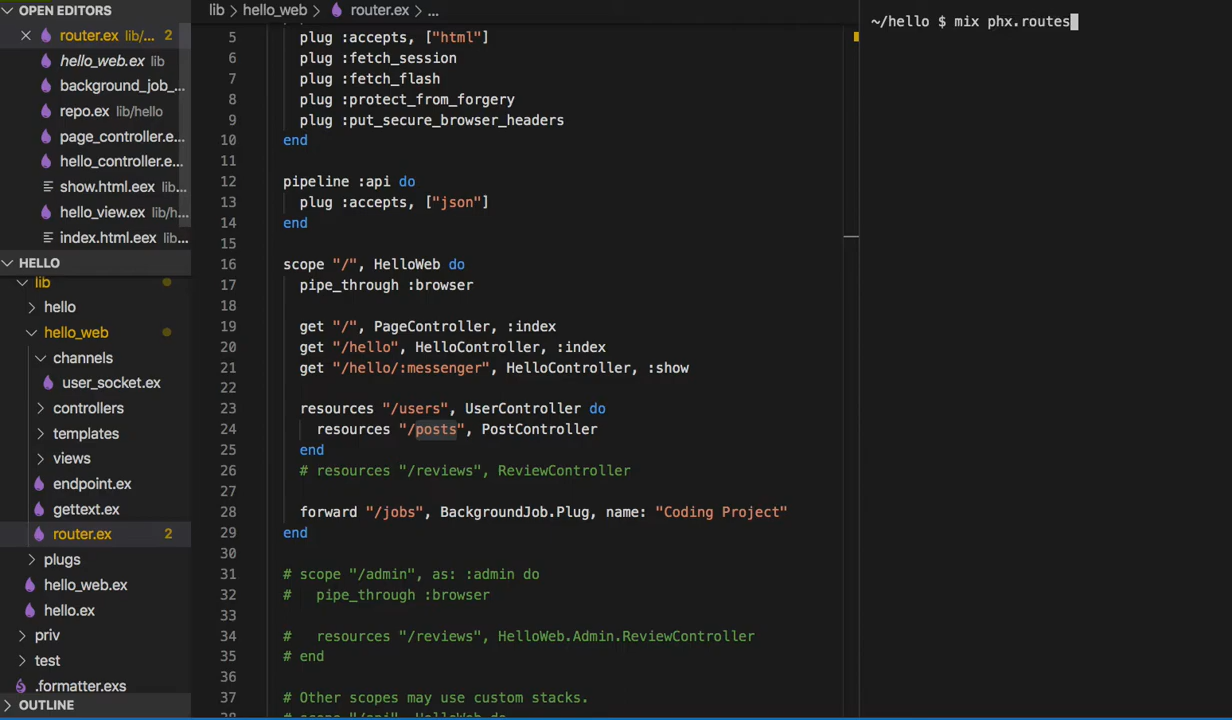 OPEN EDITORS
router.ex lib/... 2
hello_web.ex lib
background_job_...
repo.ex lib/hello
page_controller.e...
hello_controller.e...
show.html.eex lib...
hello_view.ex lib/h...
index.html.eex lib...
HELLO
lib
hello
hello_web
channels
user_socket.ex
controllers
templates
views
endpoint.ex
gettext.ex
router.ex 2
plugs
hello_web.ex
hello.ex
priv
test
.formatter.exs
OUTLINE
lib > hello_web > router.ex > ...
5 plug :accepts, ["html"]
6 plug :fetch_session
7 plug :fetch_flash
8 plug :protect_from_forgery
9 plug :put_secure_browser_headers
10 end
11
12 pipeline :api do
13 plug :accepts, ["json"]
14 end
15
16 scope "/", HelloWeb do
17 pipe_through :browser
18
19 get "/", PageController, :index
20 get "/hello", HelloController, :index
21 get "/hello/:messenger", HelloController, :show
22
23 resources "/users", UserController do
24 resources "/posts", PostController
25 end
26 # resources "/reviews", ReviewController
27
28 forward "/jobs", BackgroundJob.Plug, name: "Coding Project"
29 end
30
31 # scope "/admin", as: :admin do
32 # pipe_through :browser
33
34 # resources "/reviews", HelloWeb.Admin.ReviewController
35 # end
36
37 # Other scopes may use custom stacks.
38 # scope "/api", HelloWeb do
~/hello $ mix phx.routes